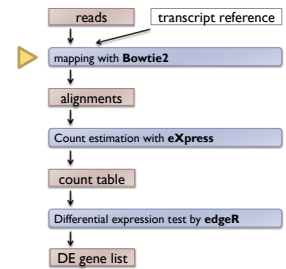 reads
transcript reference
mapping with Bowtie2
alignments
Count estimation with eXpress
count table
Differential expression test by edgeR
DE gene list